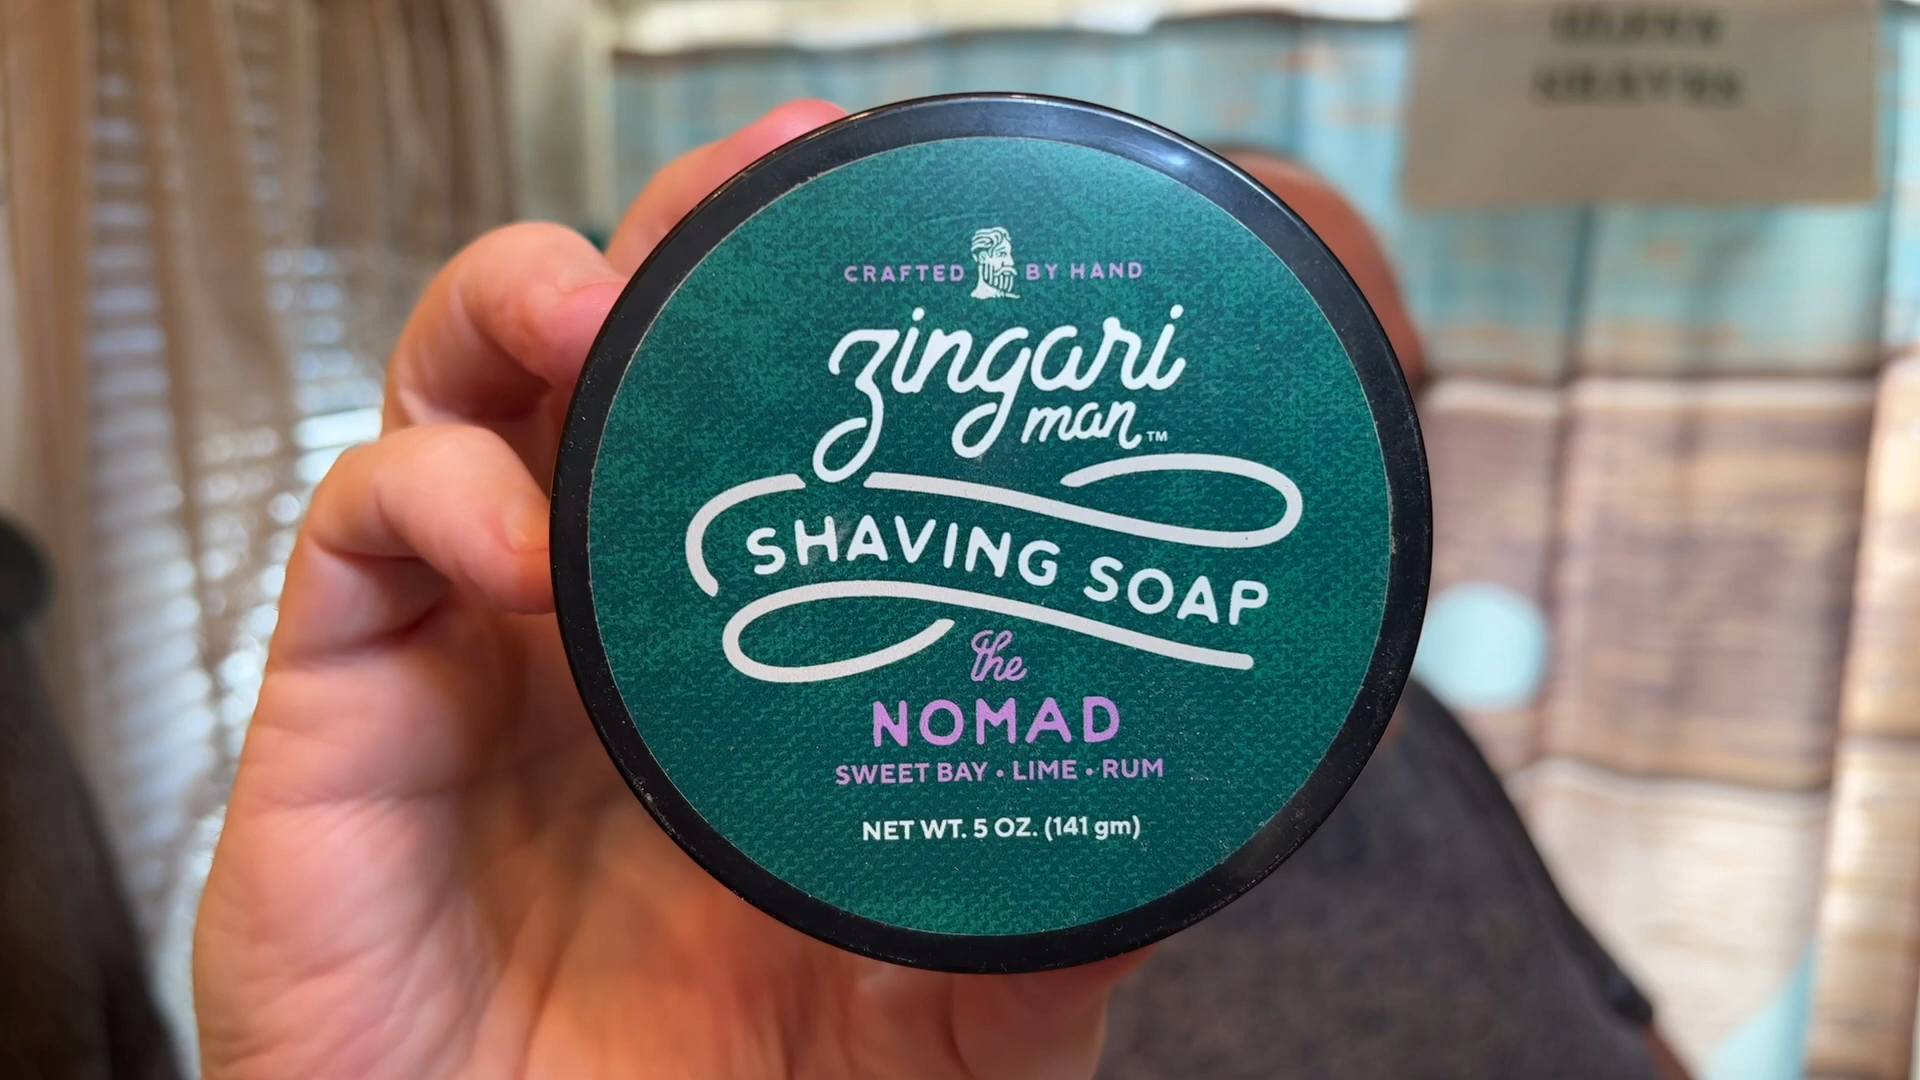 CRAFTED BY HAND
zingari
man™
SHAVING SOAP
the
NOMAD
SWEET BAY • LIME • RUM
NET WT. 5 OZ. (141 gm)